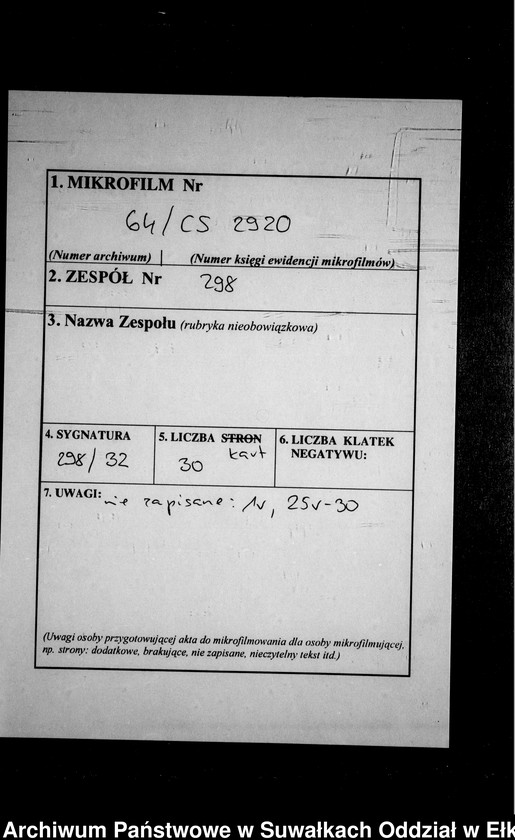 1. MIKROFILM Nr
64/CS 2920
(Numer archiwum) | (Numer księgi ewidencji mikrofilmów)
2. ZESPÓŁ Nr 298
3. Nazwa Zespołu (rubryka nieobowiązkowa)
4. SYGNATURA
298/32
5. LICZBA STRON
kart
30
6. LICZBA KLATEK
NEGATYWU:
7. UWAGI: nie zapisane: 1v, 25v-30
(Uwagi osoby przygotowującej akta do mikrofilmowania dla osoby mikrofilmującej,
np. strony: dodatkowe, brakujące, nie zapisane, nieczytelny tekst itd.)
Archiwum Państwowe w Suwałkach Oddział w Ełk